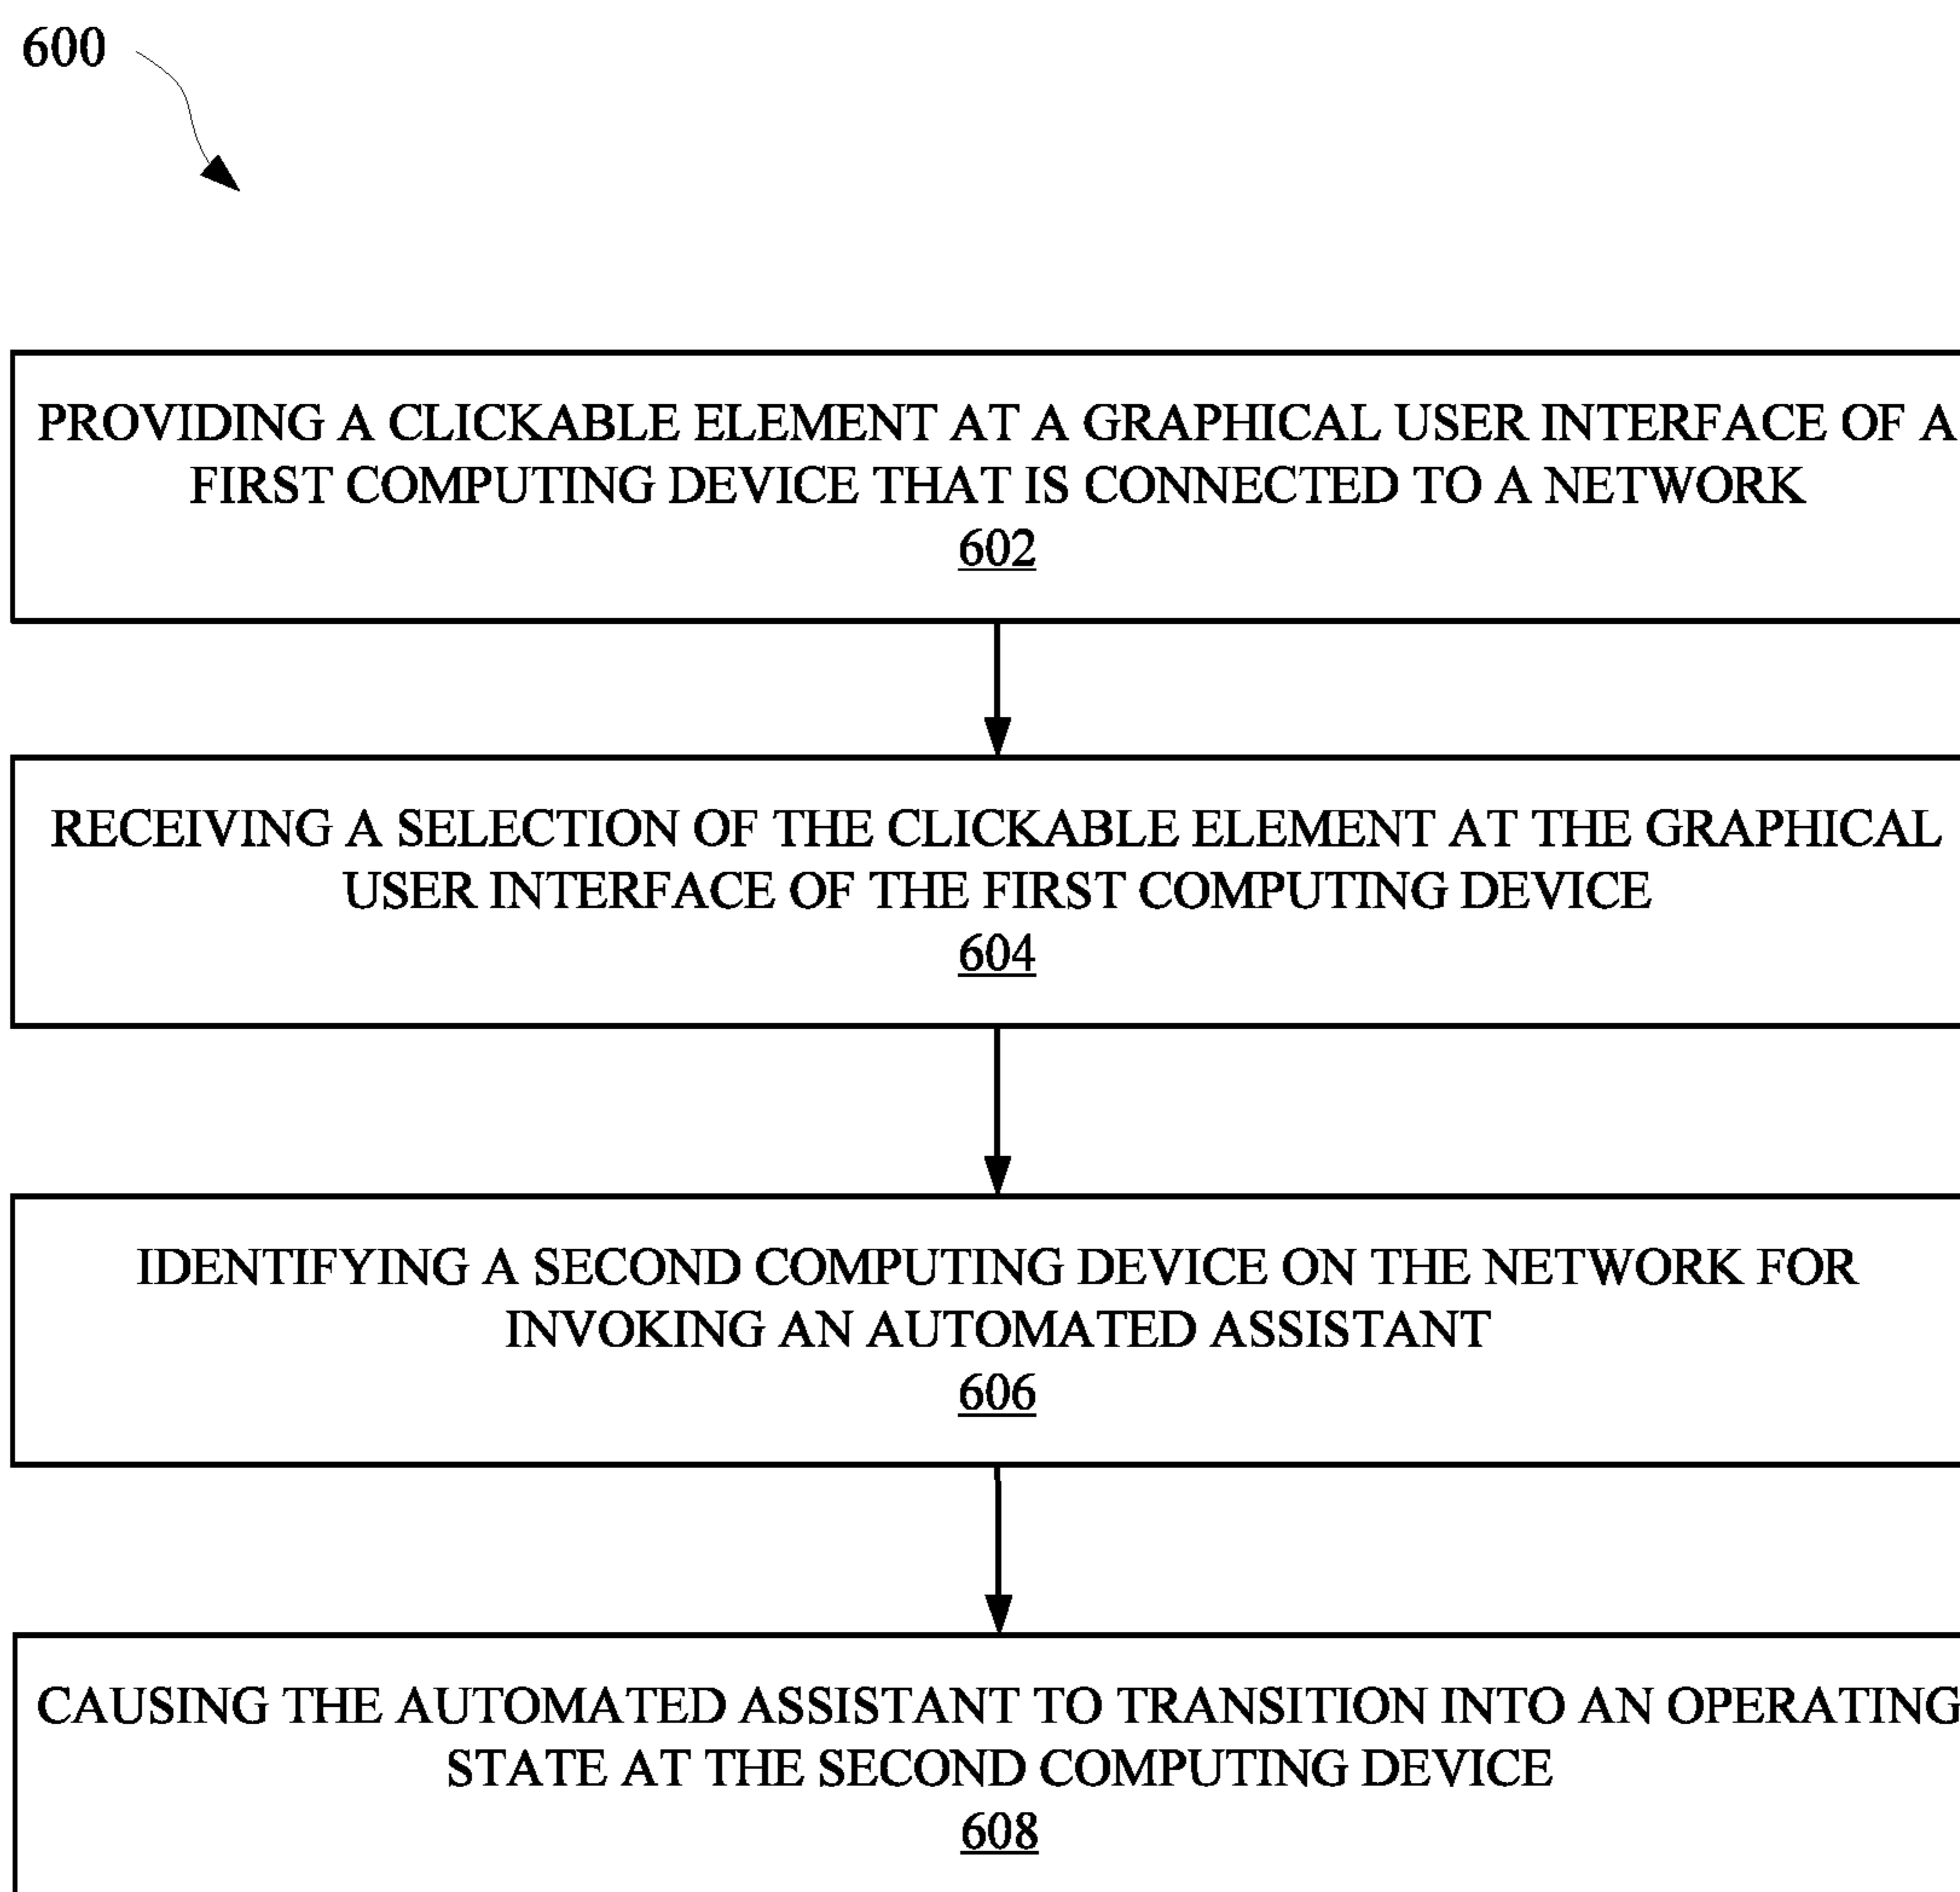 600
PROVIDING A CLICKABLE ELEMENT AT A GRAPHICAL USER INTERFACE OF A
FIRST COMPUTING DEVICE THAT IS CONNECTED TO A NETWORK
602
RECEIVING A SELECTION OF THE CLICKABLE ELEMENT AT THE GRAPHICAL
USER INTERFACE OF THE FIRST COMPUTING DEVICE
604
IDENTIFYING A SECOND COMPUTING DEVICE ON THE NETWORK FOR
INVOKING AN AUTOMATED ASSISTANT
606
CAUSING THE AUTOMATED ASSISTANT TO TRANSITION INTO AN OPERATING
STATE AT THE SECOND COMPUTING DEVICE
608